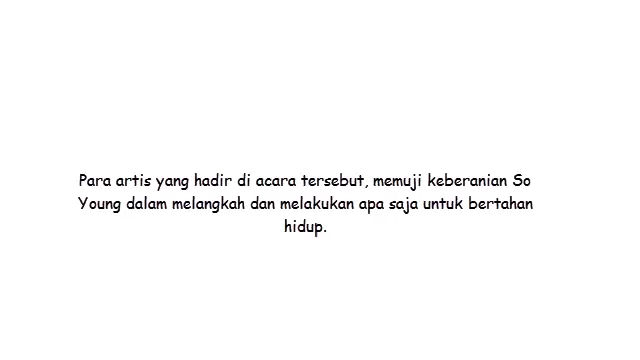 Para artis yang hadir di acara tersebut, memuji keberanian So
Young dalam melangkah dan melakukan apa saja untuk bertahan
hidup.